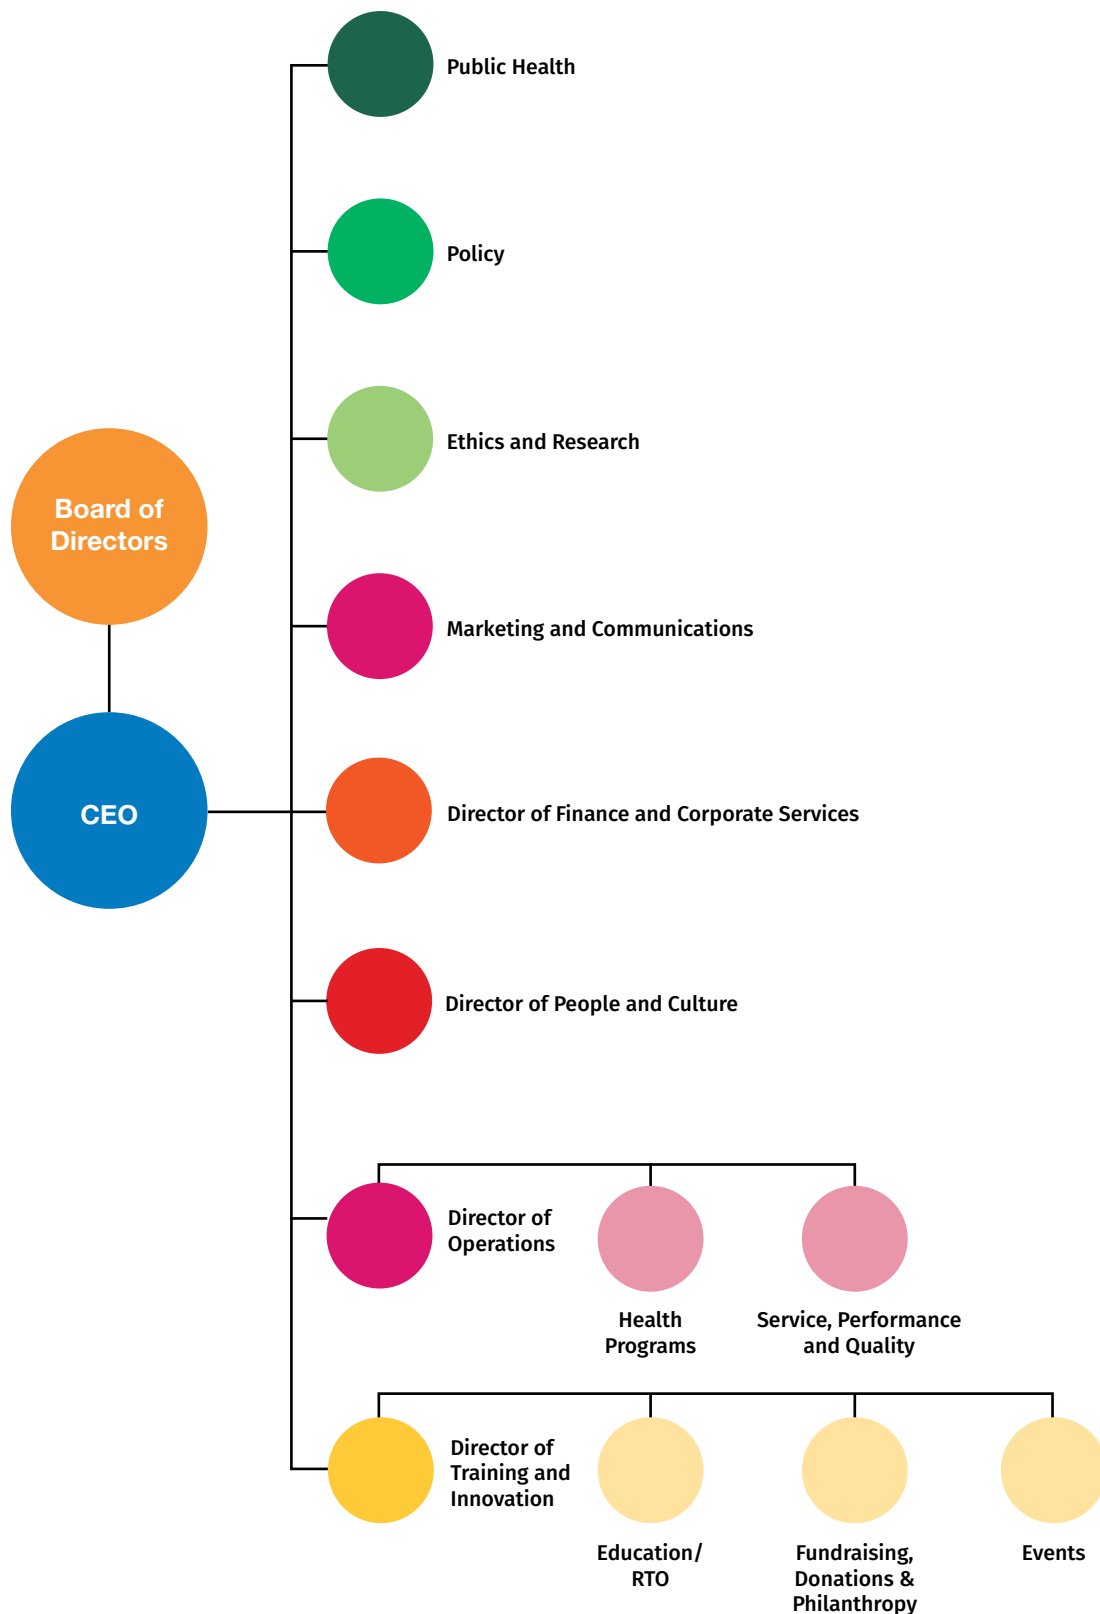 Public Health
Policy
Ethics and Research
Board of
Directors
Marketing and Communications
CEO
Director of Finance and Corporate Services
Director of People and Culture
Director of
Operations
Health
Programs
Service, Performance
and Quality
Director of
Training and
Innovation
Education/
RTO
Fundraising,
Donations &
Philanthropy
Events